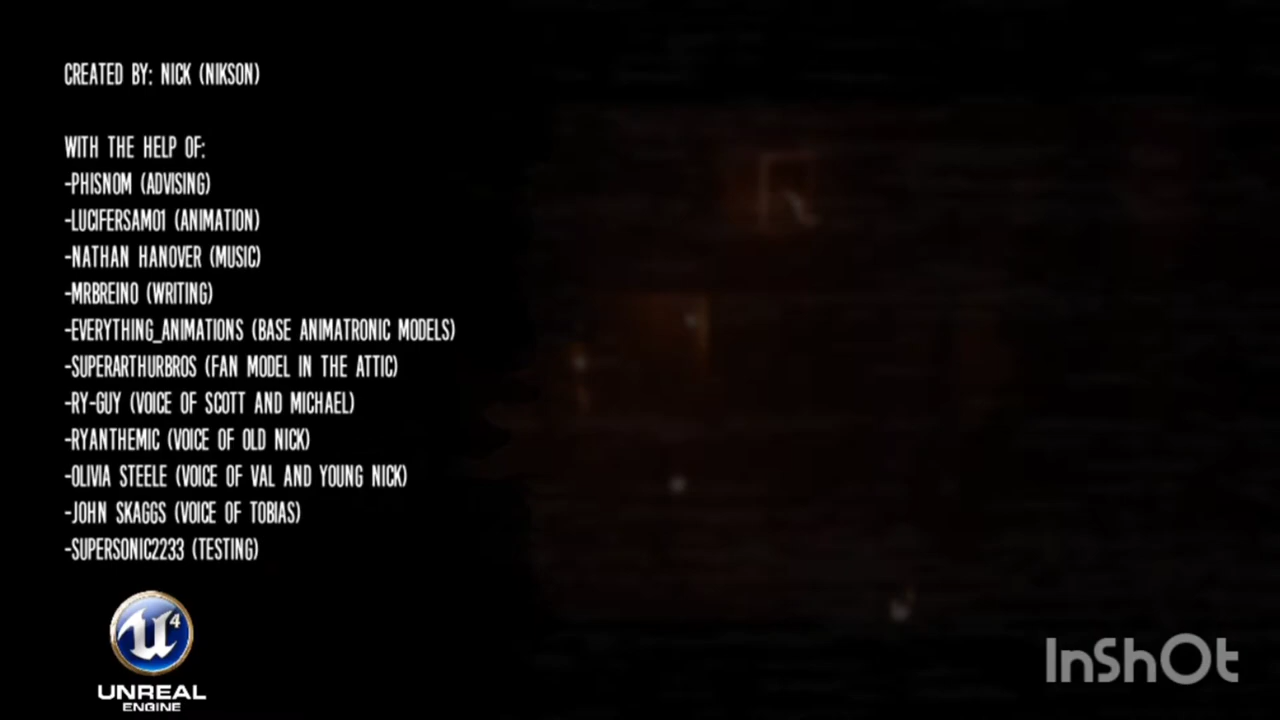 CREATED BY: NICK (NIKSON)
WITH THE HELP OF:
-PHISNOM (ADVISING)
-LUCIFERSAM01 (ANIMATION)
-NATHAN HANOVER (MUSIC)
-MRBREINO (WRITING)
-EVERYTHING_ANIMATIONS (BASE ANIMATRONIC MODELS)
-SUPERARTHURBROS (FAN MODEL IN THE ATTIC)
-RY-GUY (VOICE OF SCOTT AND MICHAEL)
-RYANTHEMIC (VOICE OF OLD NICK)
-OLIVIA STEELE (VOICE OF VAL AND YOUNG NICK)
-JOHN SKAGGS (VOICE OF TOBIAS)
-SUPERSONIC2233 (TESTING)
U4
UNREAL
ENGINE
InShOt